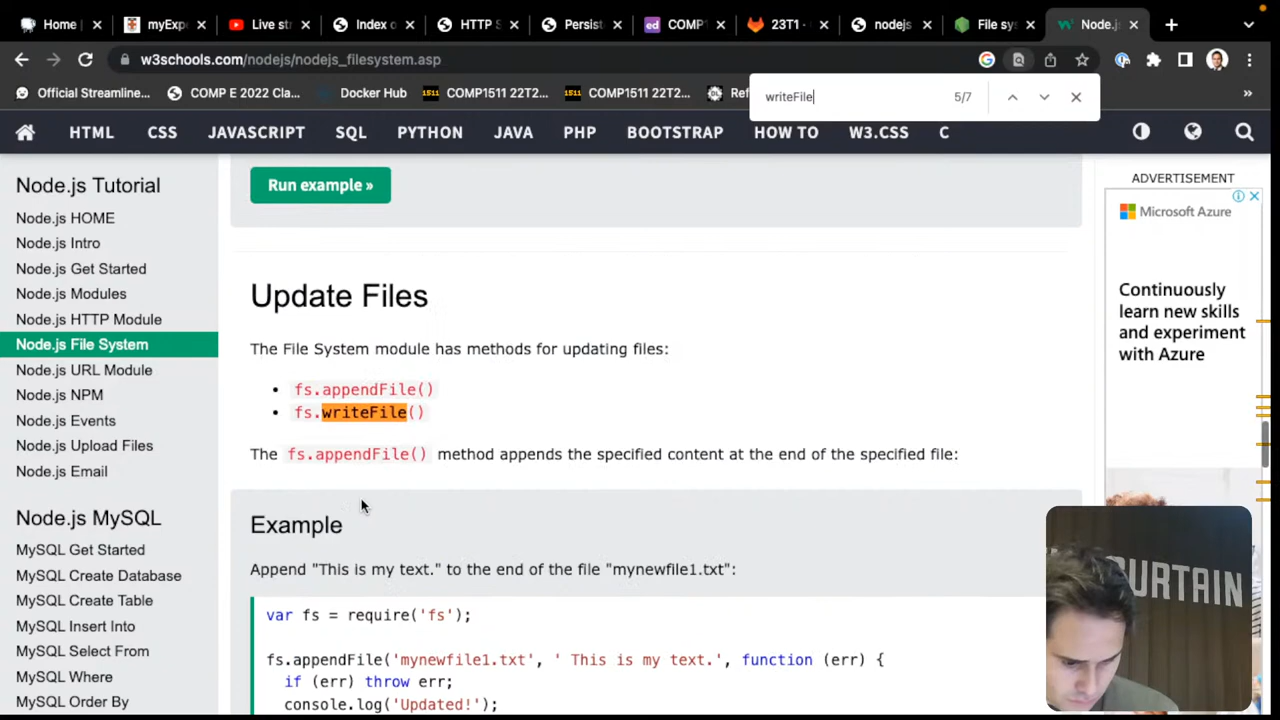 Home |
myExp
Live st
Index o
HTTP S
Persist
ed COMP
23T1 -
nodejs
File sy
Node.j
w3schools.com/nodejs/nodejs_filesystem.asp
Official Streamline...
COMP E 2022 Cla...
Docker Hub
1511 COMP1511 22T2...
1511 COMP1511 22T2...
OL Ref
»
writeFile 5/7
HTML CSS JAVASCRIPT SQL PYTHON JAVA PHP BOOTSTRAP HOW TO W3.CSS C
Node.js Tutorial
Node.js HOME
Node.js Intro
Node.js Get Started
Node.js Modules
Node.js HTTP Module
Node.js File System
Node.js URL Module
Node.js NPM
Node.js Events
Node.js Upload Files
Node.js Email
Node.js MySQL
MySQL Get Started
MySQL Create Database
MySQL Create Table
MySQL Insert Into
MySQL Select From
MySQL Where
MySQL Order By
Run example »
Update Files
The File System module has methods for updating files:
• fs.appendFile()
• fs.writeFile()
The fs.appendFile() method appends the specified content at the end of the specified file:
Example
Append "This is my text." to the end of the file "mynewfile1.txt":
var fs = require('fs');
fs.appendFile('mynewfile1.txt', ' This is my text.', function (err) {
if (err) throw err;
console.log('Updated!');
ADVERTISEMENT
Microsoft Azure
Continuously
learn new skills
and experiment
with Azure
URTAIN